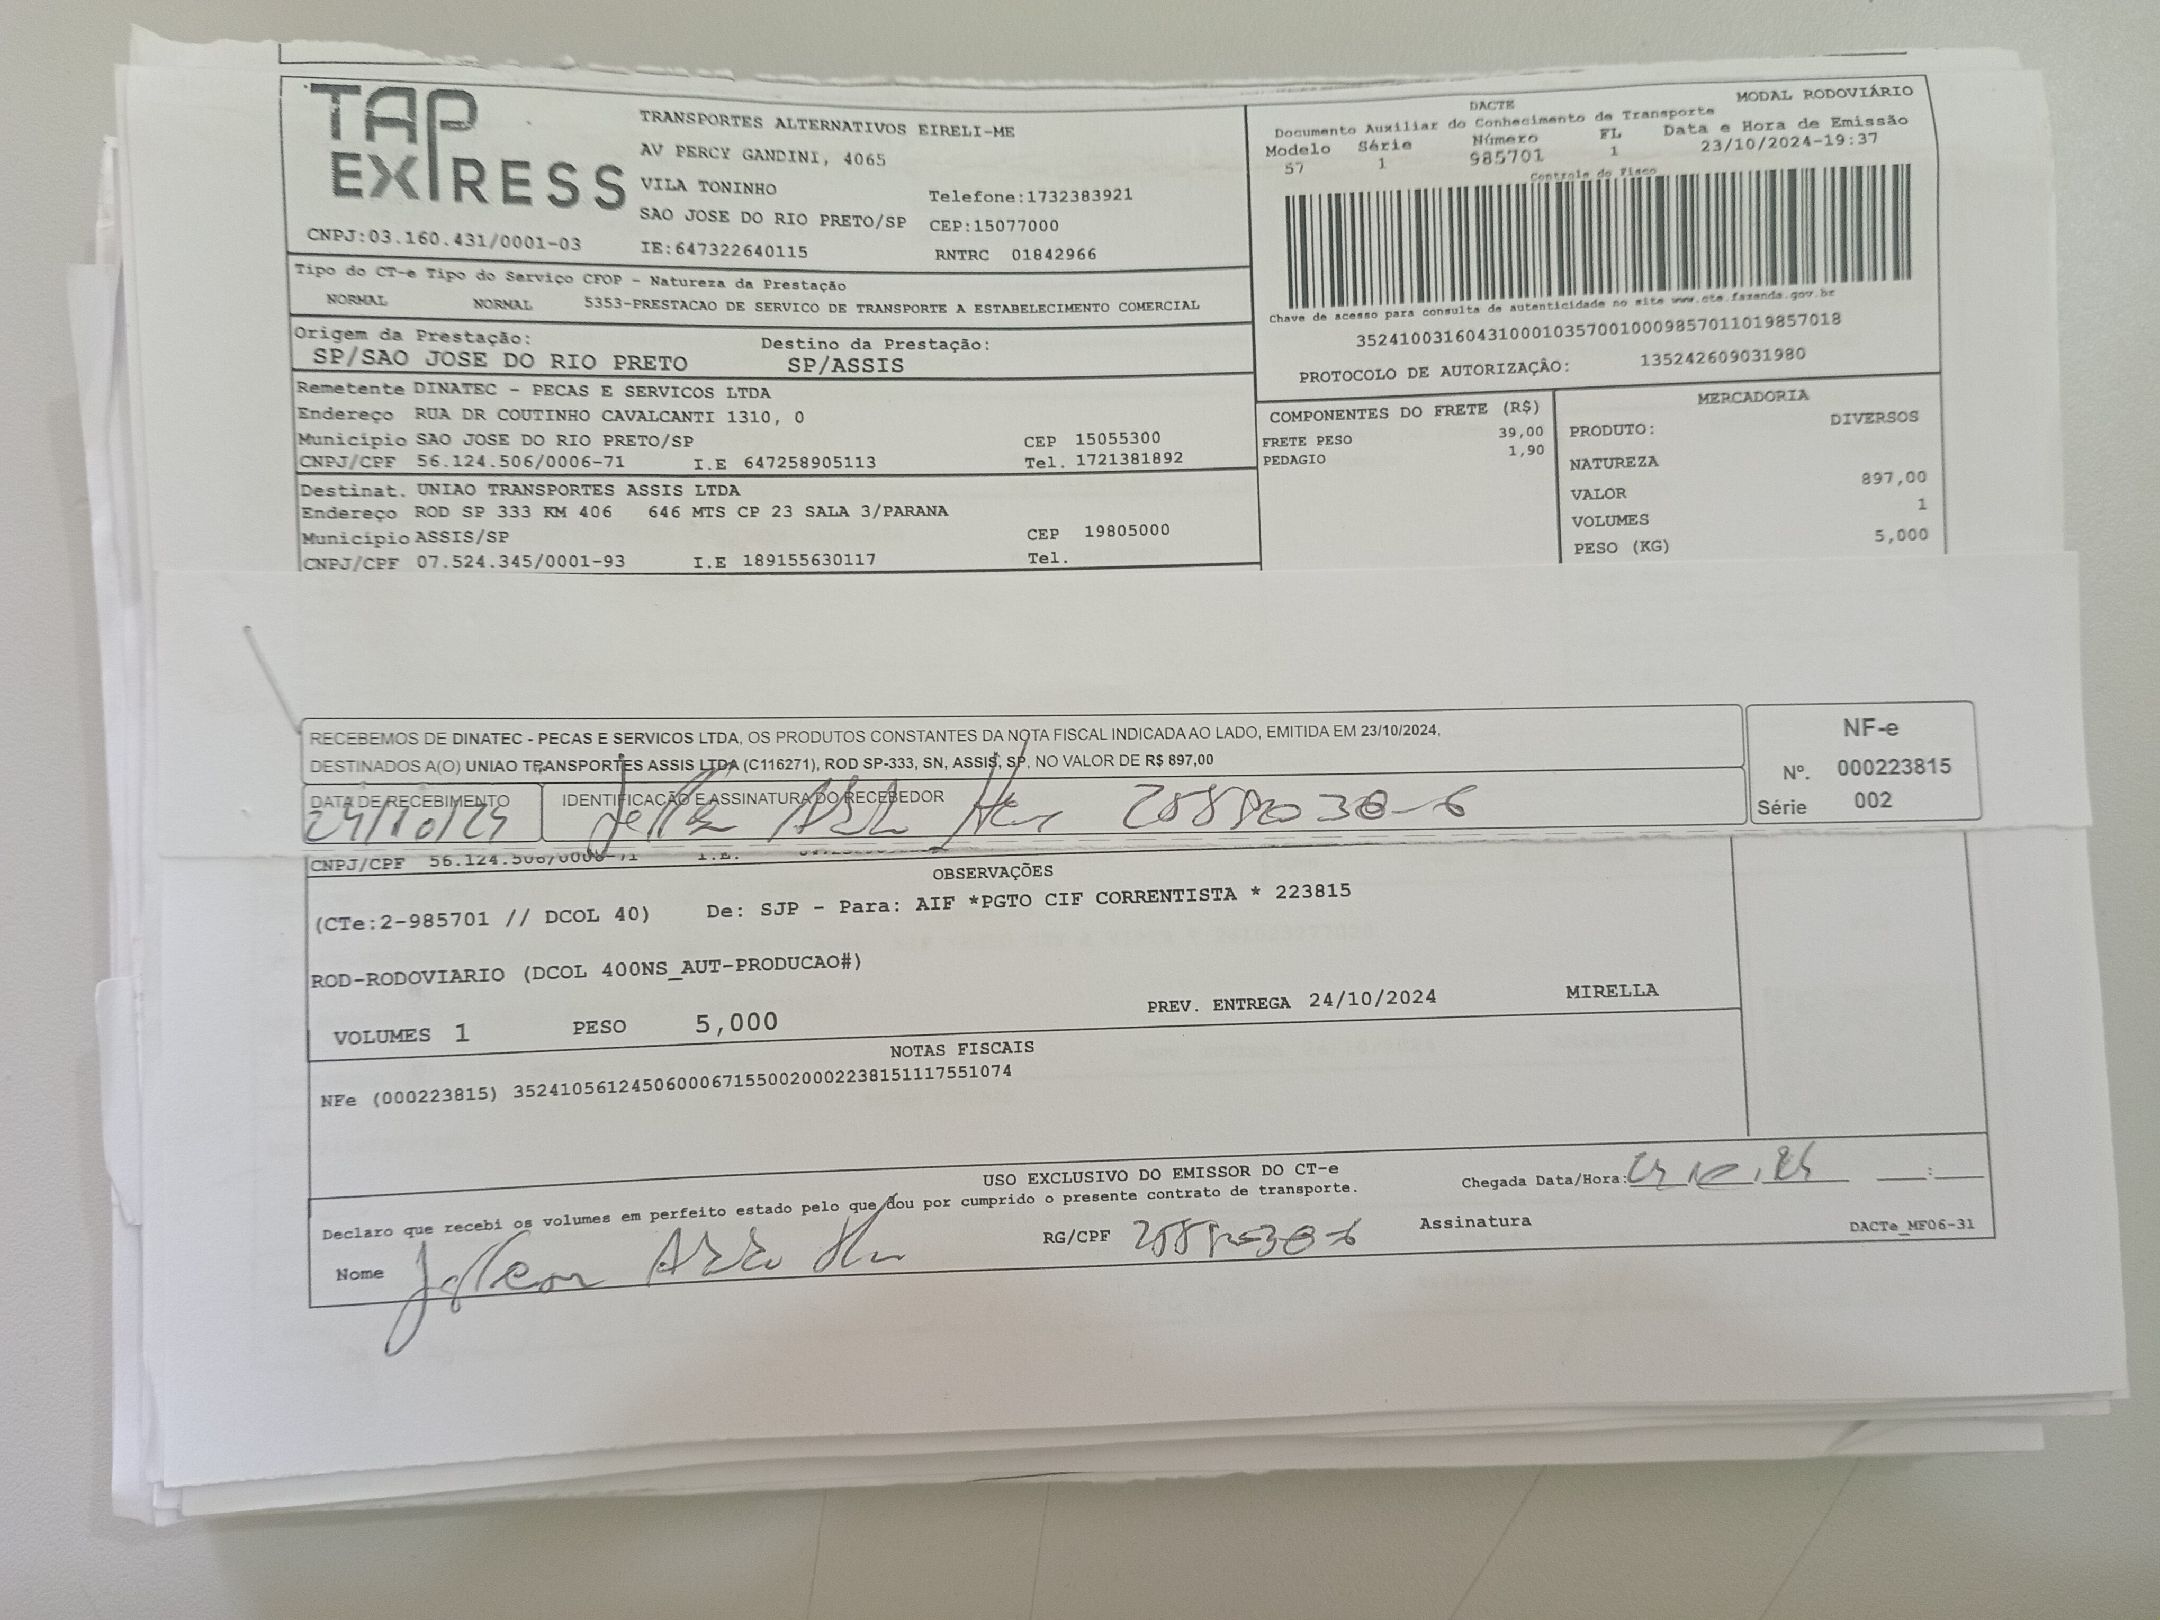 TAP EXPRESS
TRANSPORTES ALTERNATIVOS EIRELI-ME
AV PERCY GANDINI, 4065
VILA TONINHO
Telefone:1732383921
SAO JOSE DO RIO PRETO/SP CEP:15077000
CNPJ:03.160.431/0001-03 IE:647322640115 RNTRC 01842966
DACTE MODAL RODOVIÁRIO
Documento Auxiliar do Conhecimento de Transporte
Modelo Série Número FL Data e Hora de Emissão
57 1 985701 1 23/10/2024-19:37
Controle do Fisco
Chave de acesso para consulta de autenticidade no site www.cte.fazenda.gov.br
35241003160431000103570010009857011019857018
PROTOCOLO DE AUTORIZAÇÂO: 135242609031980
Tipo do CT-e Tipo do Serviço CFOP - Natureza da Prestação
NORMAL NORMAL 5353-PRESTACAO DE SERVICO DE TRANSPORTE A ESTABELECIMENTO COMERCIAL
Origem da Prestação: Destino da Prestação:
SP/SAO JOSE DO RIO PRETO SP/ASSIS
Remetente DINATEC - PECAS E SERVICOS LTDA
Endereço RUA DR COUTINHO CAVALCANTI 1310, 0
Município SAO JOSE DO RIO PRETO/SP CEP 15055300
CNPJ/CPF 56.124.506/0006-71 I.E 647258905113 Tel. 1721381892
Destinat. UNIAO TRANSPORTES ASSIS LTDA
Endereço ROD SP 333 KM 406 646 MTS CP 23 SALA 3/PARANA
Município ASSIS/SP CEP 19805000
CNPJ/CPF 07.524.345/0001-93 I.E 189155630117 Tel.
COMPONENTES DO FRETE (R$)
FRETE PESO 39,00
PEDAGIO 1,90
MERCADORIA
PRODUTO: DIVERSOS
NATUREZA
VALOR 897,00
VOLUMES 1
PESO (KG) 5,000
RECEBEMOS DE DINATEC - PECAS E SERVICOS LTDA, OS PRODUTOS CONSTANTES DA NOTA FISCAL INDICADA AO LADO, EMITIDA EM 23/10/2024,
DESTINADOS A(O) UNIAO TRANSPORTES ASSIS LTDA (C116271), ROD SP-333, SN, ASSIS, SP, NO VALOR DE R$ 897,00
DATA DE RECEBIMENTO IDENTIFICAÇÃO E ASSINATURA DO RECEBEDOR
24/10/24
NF-e
Nº. 000223815
Série 002
CNPJ/CPF 56.124.506/0006-71 I.E.
OBSERVAÇÕES
(CTe:2-985701 // DCOL 40) De: SJP - Para: AIF *PGTO CIF CORRENTISTA * 223815
ROD-RODOVIARIO (DCOL 400NS_AUT-PRODUCAO#)
PREV. ENTREGA 24/10/2024 MIRELLA
VOLUMES 1 PESO 5,000
NOTAS FISCAIS
NFe (000223815) 35241056124506000671550020002238151117551074
USO EXCLUSIVO DO EMISSOR DO CT-e
Declaro que recebi os volumes em perfeito estado pelo que dou por cumprido o presente contrato de transporte.
Chegada Data/Hora:
Nome RG/CPF Assinatura
DACTe_MF06-31